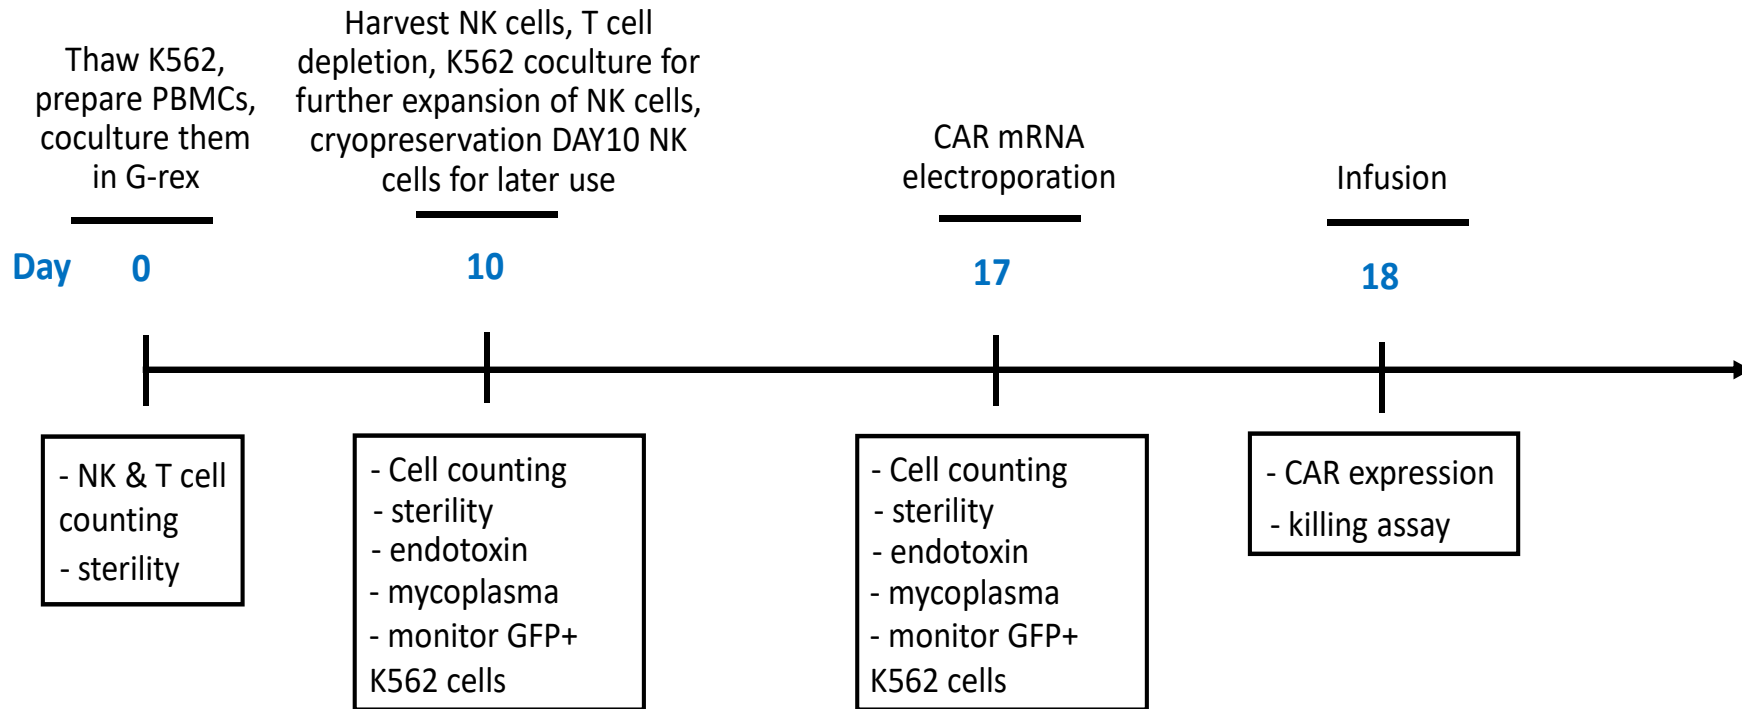 Thaw K562,
prepare PBMCs,
coculture them
in G-rex
Harvest NK cells, T cell
depletion, K562 coculture for
further expansion of NK cells,
cryopreservation DAY10 NK
cells for later use
CAR mRNA
electroporation
Infusion
Day 0 10 17 18
- NK & T cell
counting
- sterility
- Cell counting
- sterility
- endotoxin
- mycoplasma
- monitor GFP+
K562 cells
- Cell counting
- sterility
- endotoxin
- mycoplasma
- monitor GFP+
K562 cells
- CAR expression
- killing assay